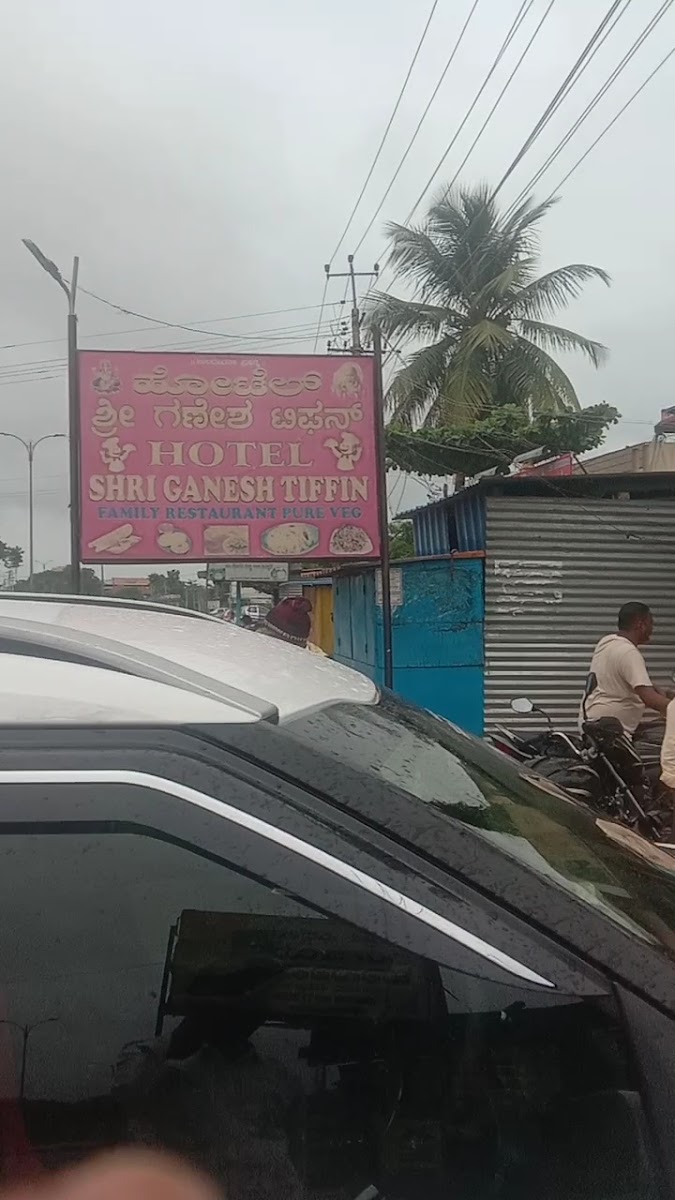 ಹೋಟೆಲ್
ಶ್ರೀ ಗಣೇಶ ಟಿಫನ್
HOTEL
SHRI GANESH TIFFIN
FAMILY RESTAURANT PURE VEG